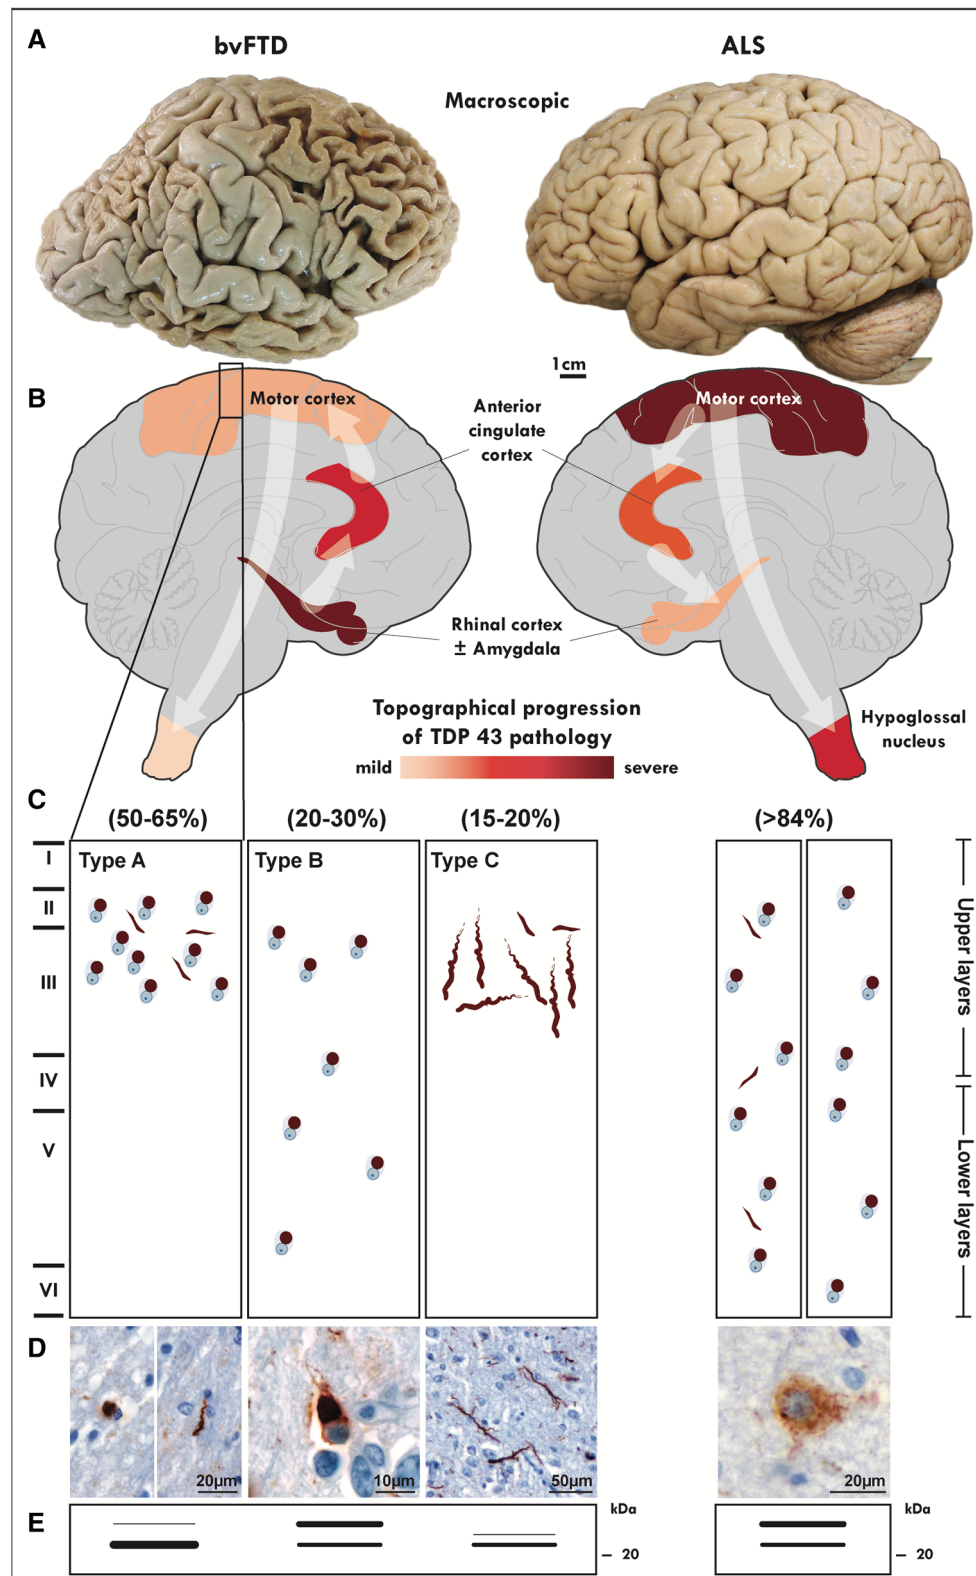 A
bvFTD
ALS
Macroscopic
1cm
B
Motor cortex
Motor cortex
Anterior
cingulate
cortex
Rhinal cortex
± Amygdala
Hypoglossal
nucleus
Topographical progression
of TDP 43 pathology
mild
severe
C
(50-65%)
(20-30%)
(15-20%)
(>84%)
Type A
Type B
Type C
I
II
III
IV
V
VI
Upper layers
Lower layers
D
20µm
10µm
50µm
20µm
E
kDa
– 20
kDa
– 20